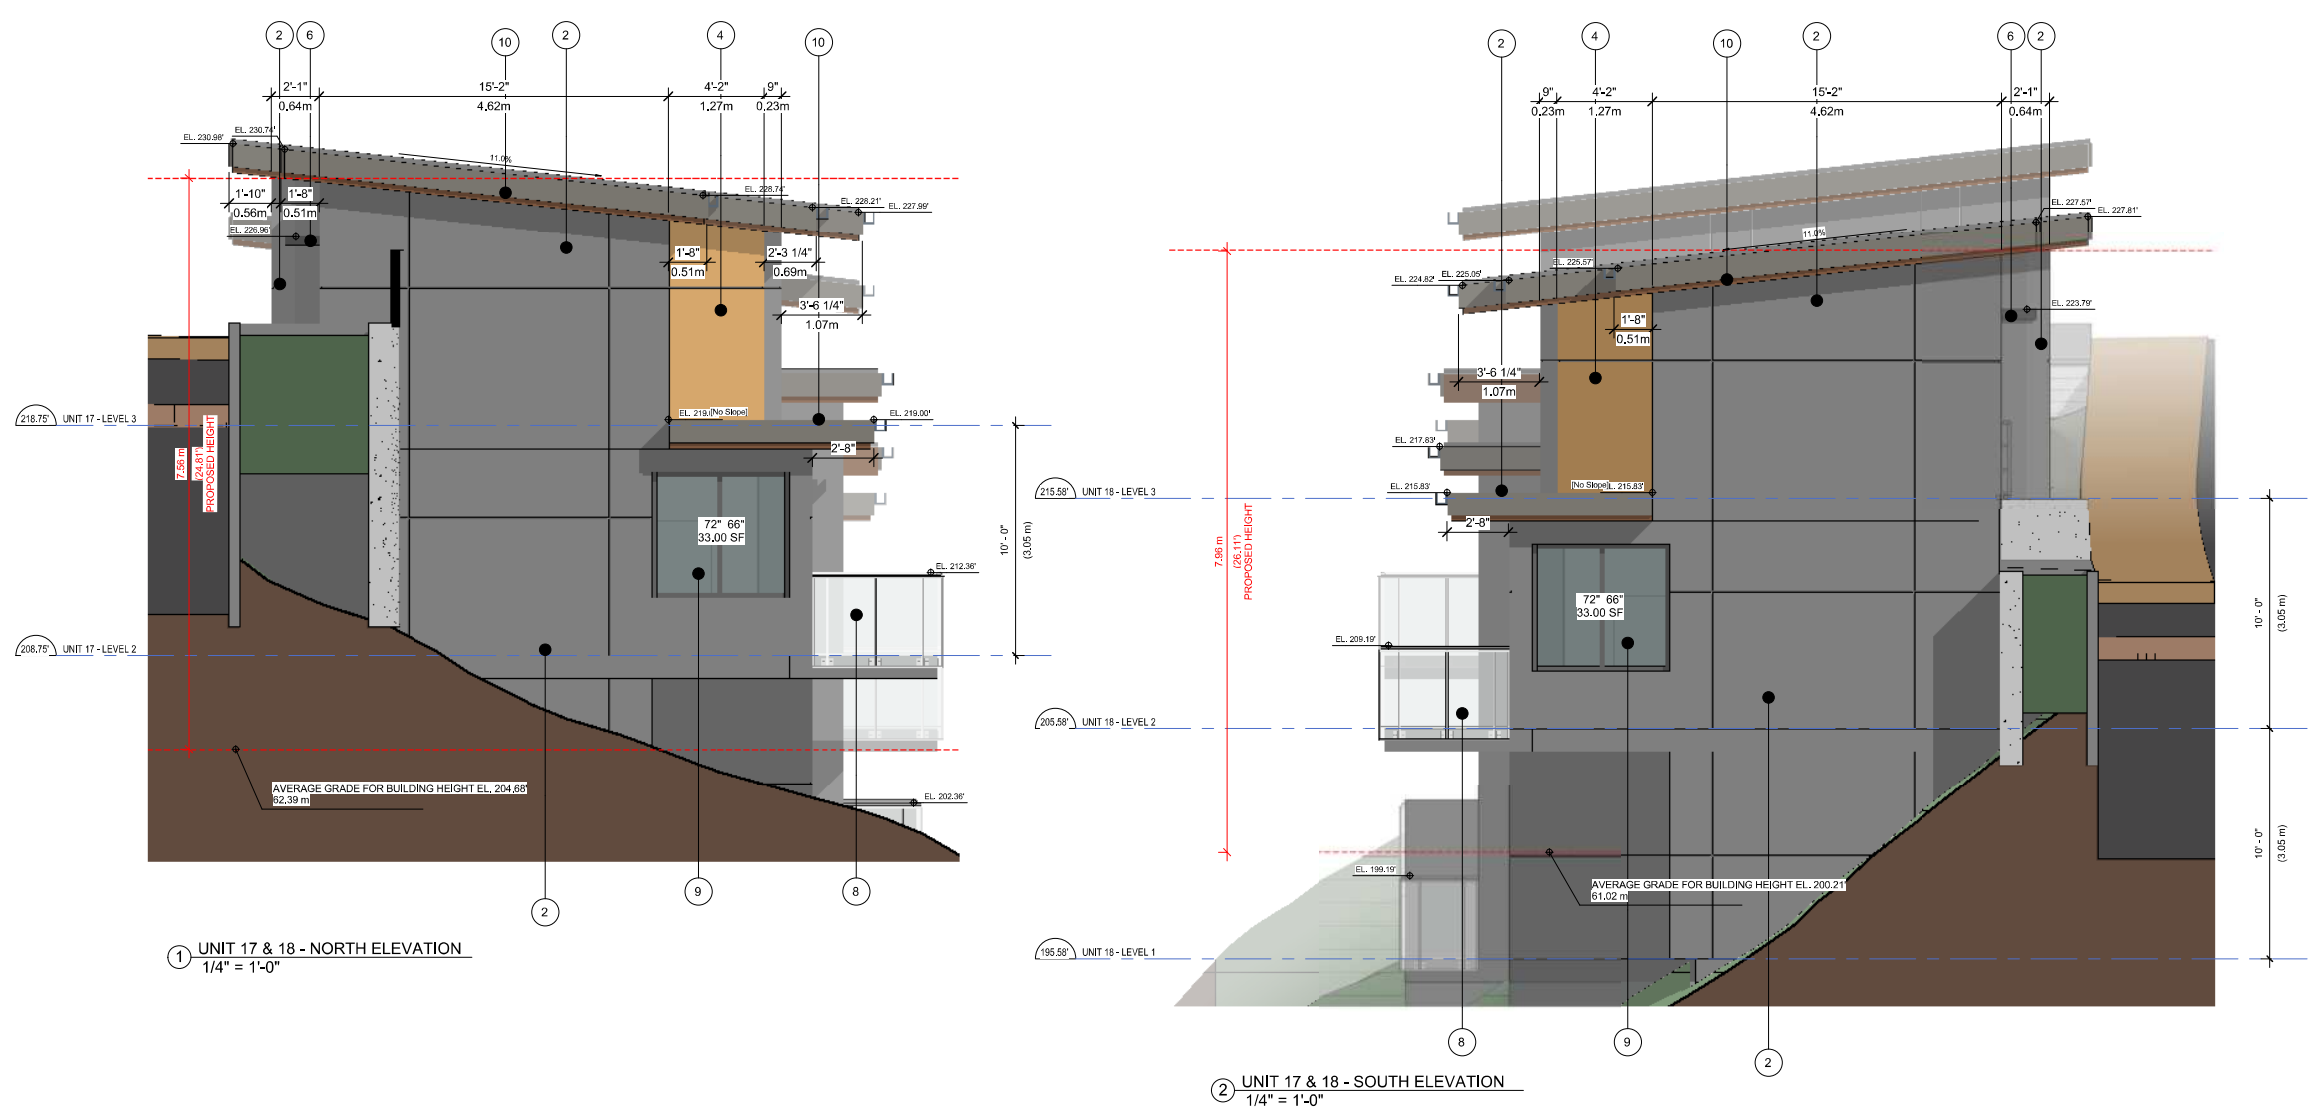 2
6
10
2
4
10
2'-1"
15'-2"
4'-2"
9"
0.64m
4.62m
1.27m
0.23m
EL. 230.74'
EL. 230.98'
11.0%
EL. 228.74'
EL. 228.21'
EL. 227.99'
1'-10"
1'-8"
0.56m
0.51m
EL. 226.96'
1'-8"
2'-3 1/4"
0.51m
0.69m
3'-6 1/4"
1.07m
218.75'
UNIT 17 - LEVEL 3
7.56 m
(24.81')
PROPOSED HEIGHT
[No Slope]
EL. 219.00'
2'-8"
72" 66"
33.00 SF
10' - 0"
(3.05 m)
EL. 212.36'
208.75'
UNIT 17 - LEVEL 2
AVERAGE GRADE FOR BUILDING HEIGHT EL. 204.68'
62.39 m
EL. 202.36'
9
8
2
1
UNIT 17 & 18 - NORTH ELEVATION
1/4" = 1'-0"
2
4
10
2
6
2
9"
4'-2"
15'-2"
2'-1"
0.23m
1.27m
4.62m
0.64m
EL. 227.57'
EL. 227.81'
11.0%
EL. 225.57'
EL. 225.05'
EL. 224.82'
EL. 223.79'
1'-8"
0.51m
3'-6 1/4"
1.07m
EL. 217.83'
215.58'
UNIT 18 - LEVEL 3
EL. 215.83'
[No Slope]
EL. 215.83'
2'-8"
7.96 m
(26.11')
PROPOSED HEIGHT
72" 66"
33.00 SF
10' - 0"
(3.05 m)
EL. 209.19'
205.58'
UNIT 18 - LEVEL 2
10' - 0"
(3.05 m)
EL. 199.19'
AVERAGE GRADE FOR BUILDING HEIGHT EL. 200.21'
61.02 m
195.58'
UNIT 18 - LEVEL 1
8
9
2
2
UNIT 17 & 18 - SOUTH ELEVATION
1/4" = 1'-0"